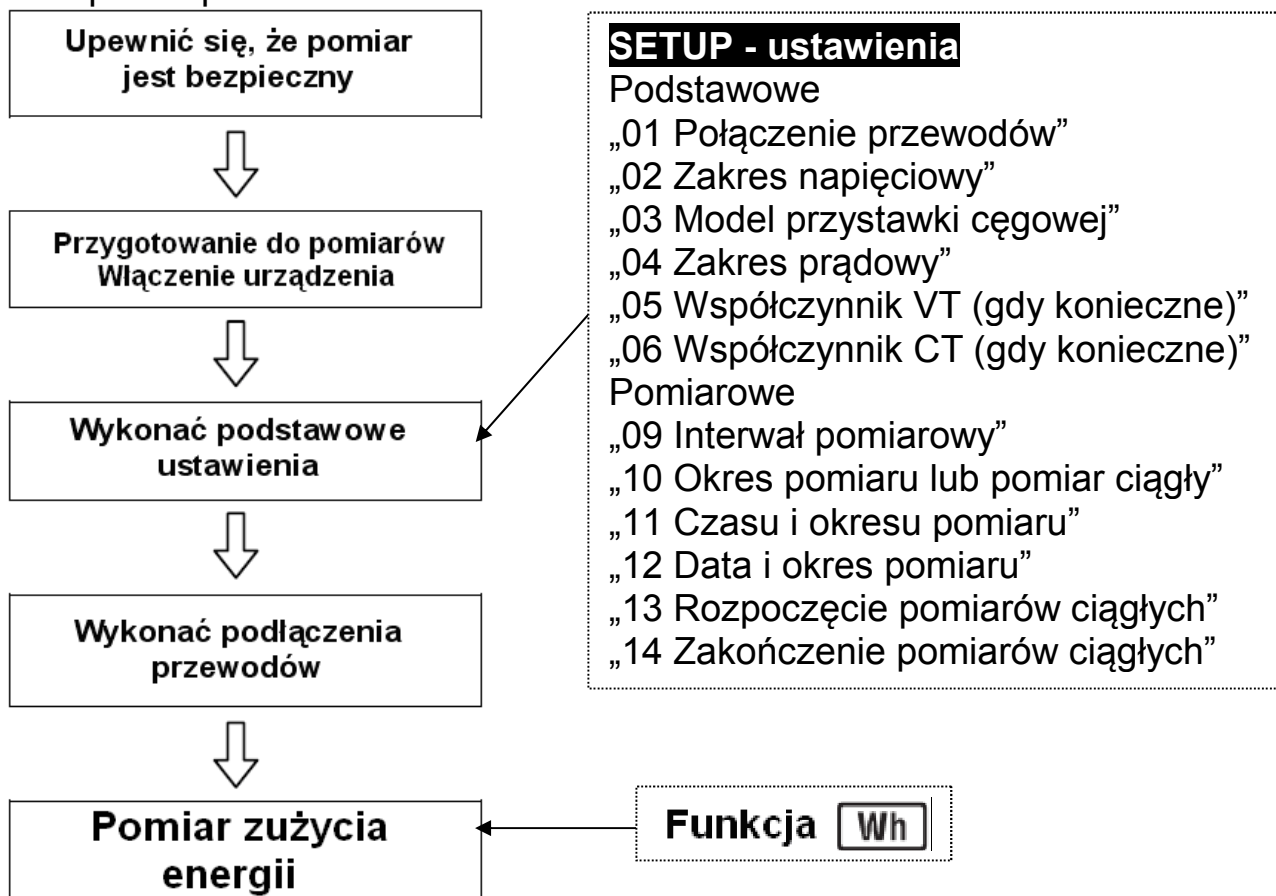 Upewnić się, że pomiar
jest bezpieczny
Przygotowanie do pomiarów
Włączenie urządzenia
Wykonać podstawowe
ustawienia
Wykonać podłączenia
przewodów
Pomiar zużycia
energii
SETUP - ustawienia
Podstawowe
„01 Połączenie przewodów”
„02 Zakres napięciowy”
„03 Model przystawki cęgowej”
„04 Zakres prądowy”
„05 Współczynnik VT (gdy konieczne)”
„06 Współczynnik CT (gdy konieczne)”
Pomiarowe
„09 Interwał pomiarowy”
„10 Okres pomiaru lub pomiar ciągły”
„11 Czasu i okresu pomiaru”
„12 Data i okres pomiaru”
„13 Rozpoczęcie pomiarów ciągłych”
„14 Zakończenie pomiarów ciągłych”
Funkcja Wh